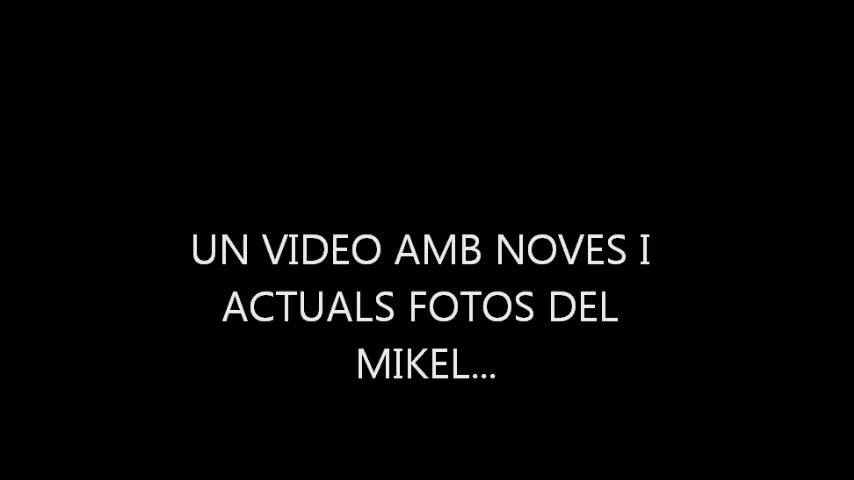 UN VIDEO AMB NOVES I
ACTUALS FOTOS DEL
MIKEL...